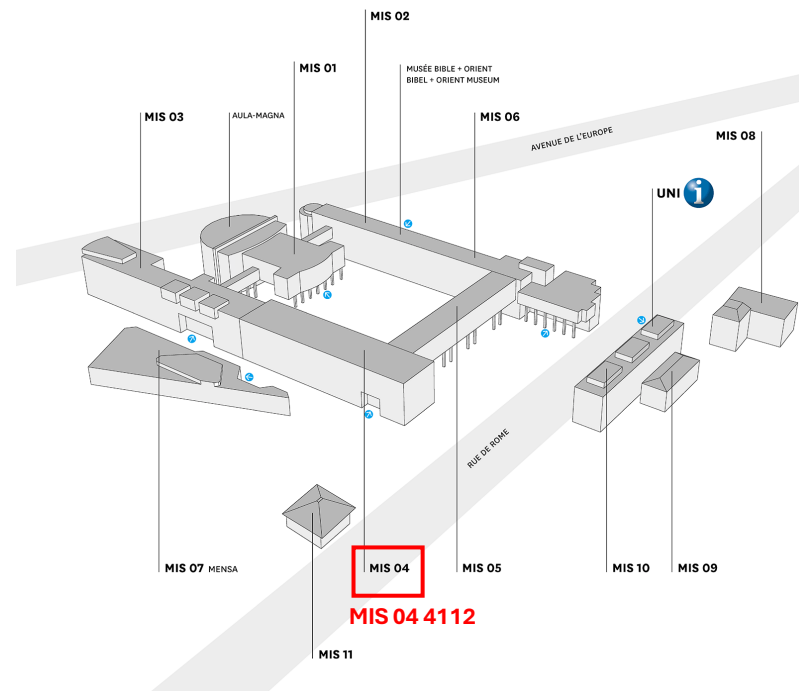 MIS 02
MIS 01
MUSÉE BIBLE + ORIENT
BIBEL + ORIENT MUSEUM
MIS 03
AULA-MAGNA
MIS 06
AVENUE DE L'EUROPE
MIS 08
UNI i
RUE DE ROME
MIS 07 MENSA
MIS 04
MIS 05
MIS 10
MIS 09
MIS 04 4112
MIS 11